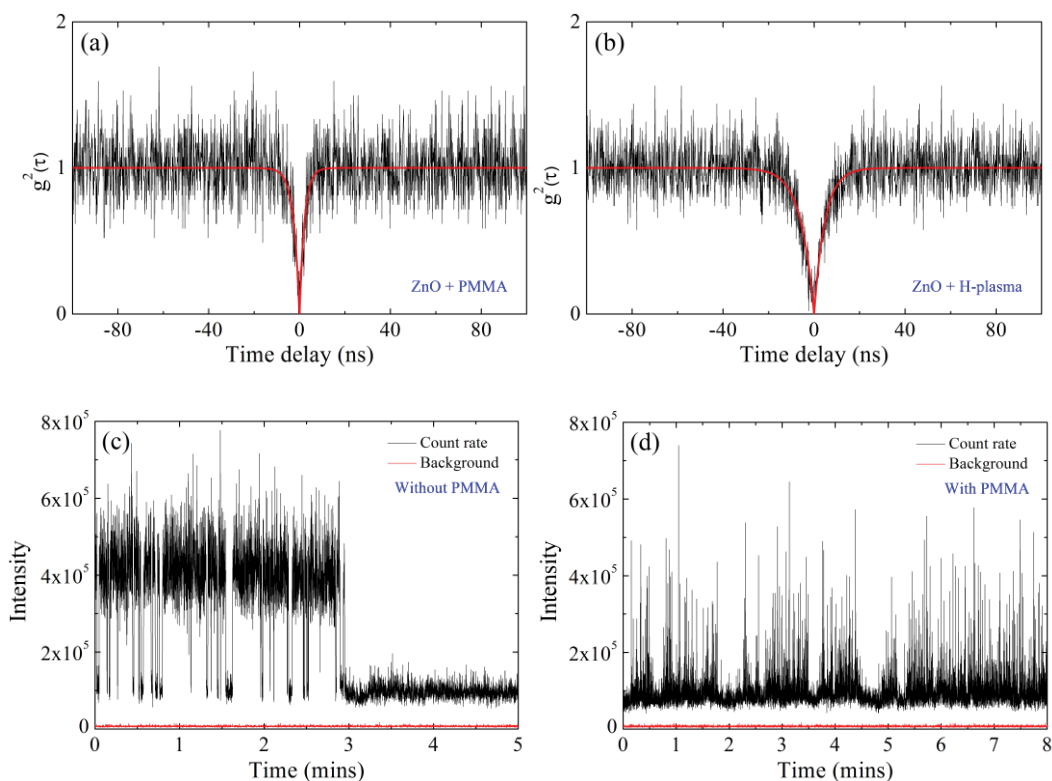 (a)
2
1
0
g²(τ)
-80 -40 0 40 80
Time delay (ns)
ZnO + PMMA
(b)
2
1
0
g²(τ)
-80 -40 0 40 80
Time delay (ns)
ZnO + H-plasma
(c)
8x10⁵
6x10⁵
4x10⁵
2x10⁵
0
Intensity
Count rate
Background
Without PMMA
0 1 2 3 4 5
Time (mins)
(d)
8x10⁵
6x10⁵
4x10⁵
2x10⁵
0
Intensity
Count rate
Background
With PMMA
0 1 2 3 4 5 6 7 8
Time (mins)